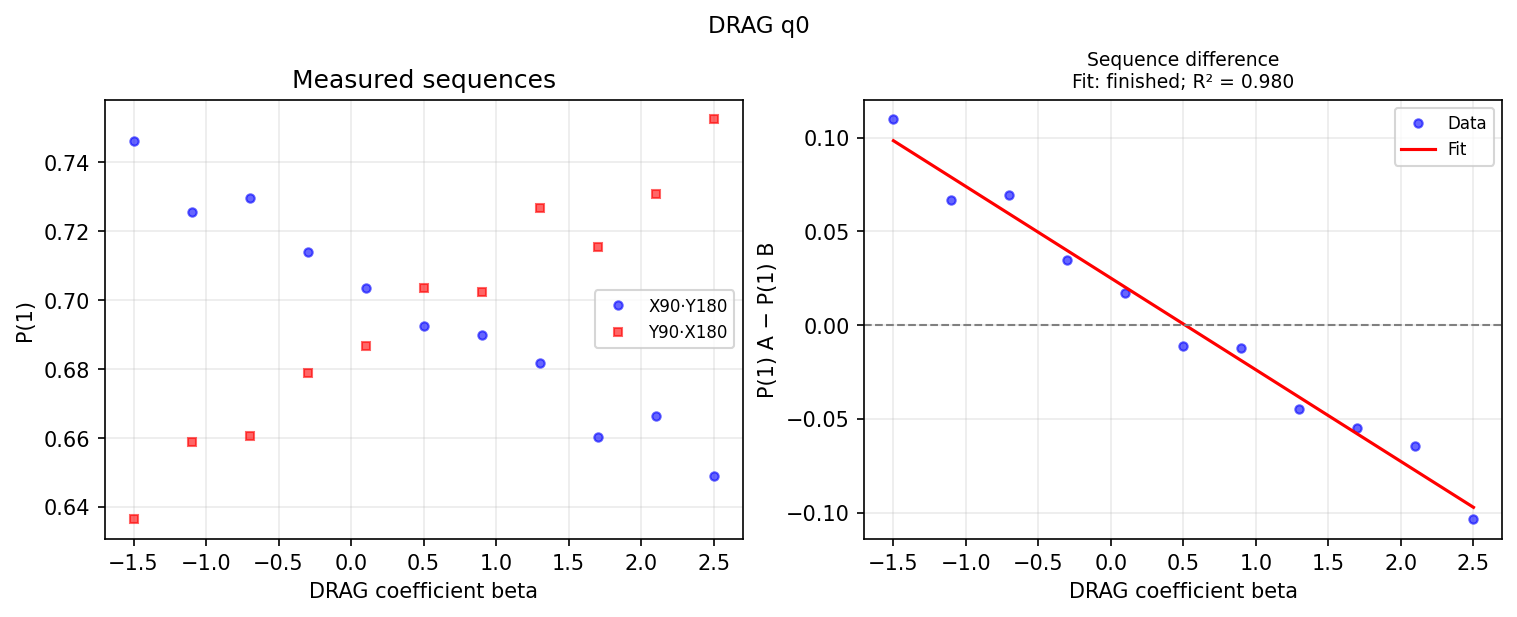 DRAG q0
Measured sequences
P(1)
0.74
0.72
0.70
0.68
0.66
0.64
X90·Y180
Y90·X180
−1.5 −1.0 −0.5 0.0 0.5 1.0 1.5 2.0 2.5
DRAG coefficient beta
Sequence difference
Fit: finished; R² = 0.980
P(1) A − P(1) B
0.10
0.05
0.00
−0.05
−0.10
Data
Fit
−1.5 −1.0 −0.5 0.0 0.5 1.0 1.5 2.0 2.5
DRAG coefficient beta